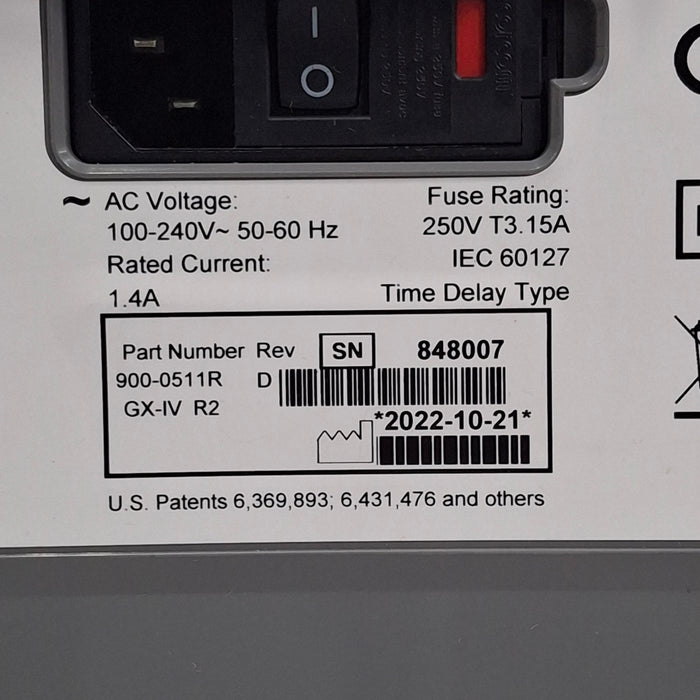 ~ AC Voltage:
100-240V~ 50-60 Hz
Rated Current:
1.4A
Fuse Rating:
250V T3.15A
IEC 60127
Time Delay Type
Part Number Rev SN 848007
900-0511R D
GX-IV R2
*2022-10-21*
U.S. Patents 6,369,893; 6,431,476 and others